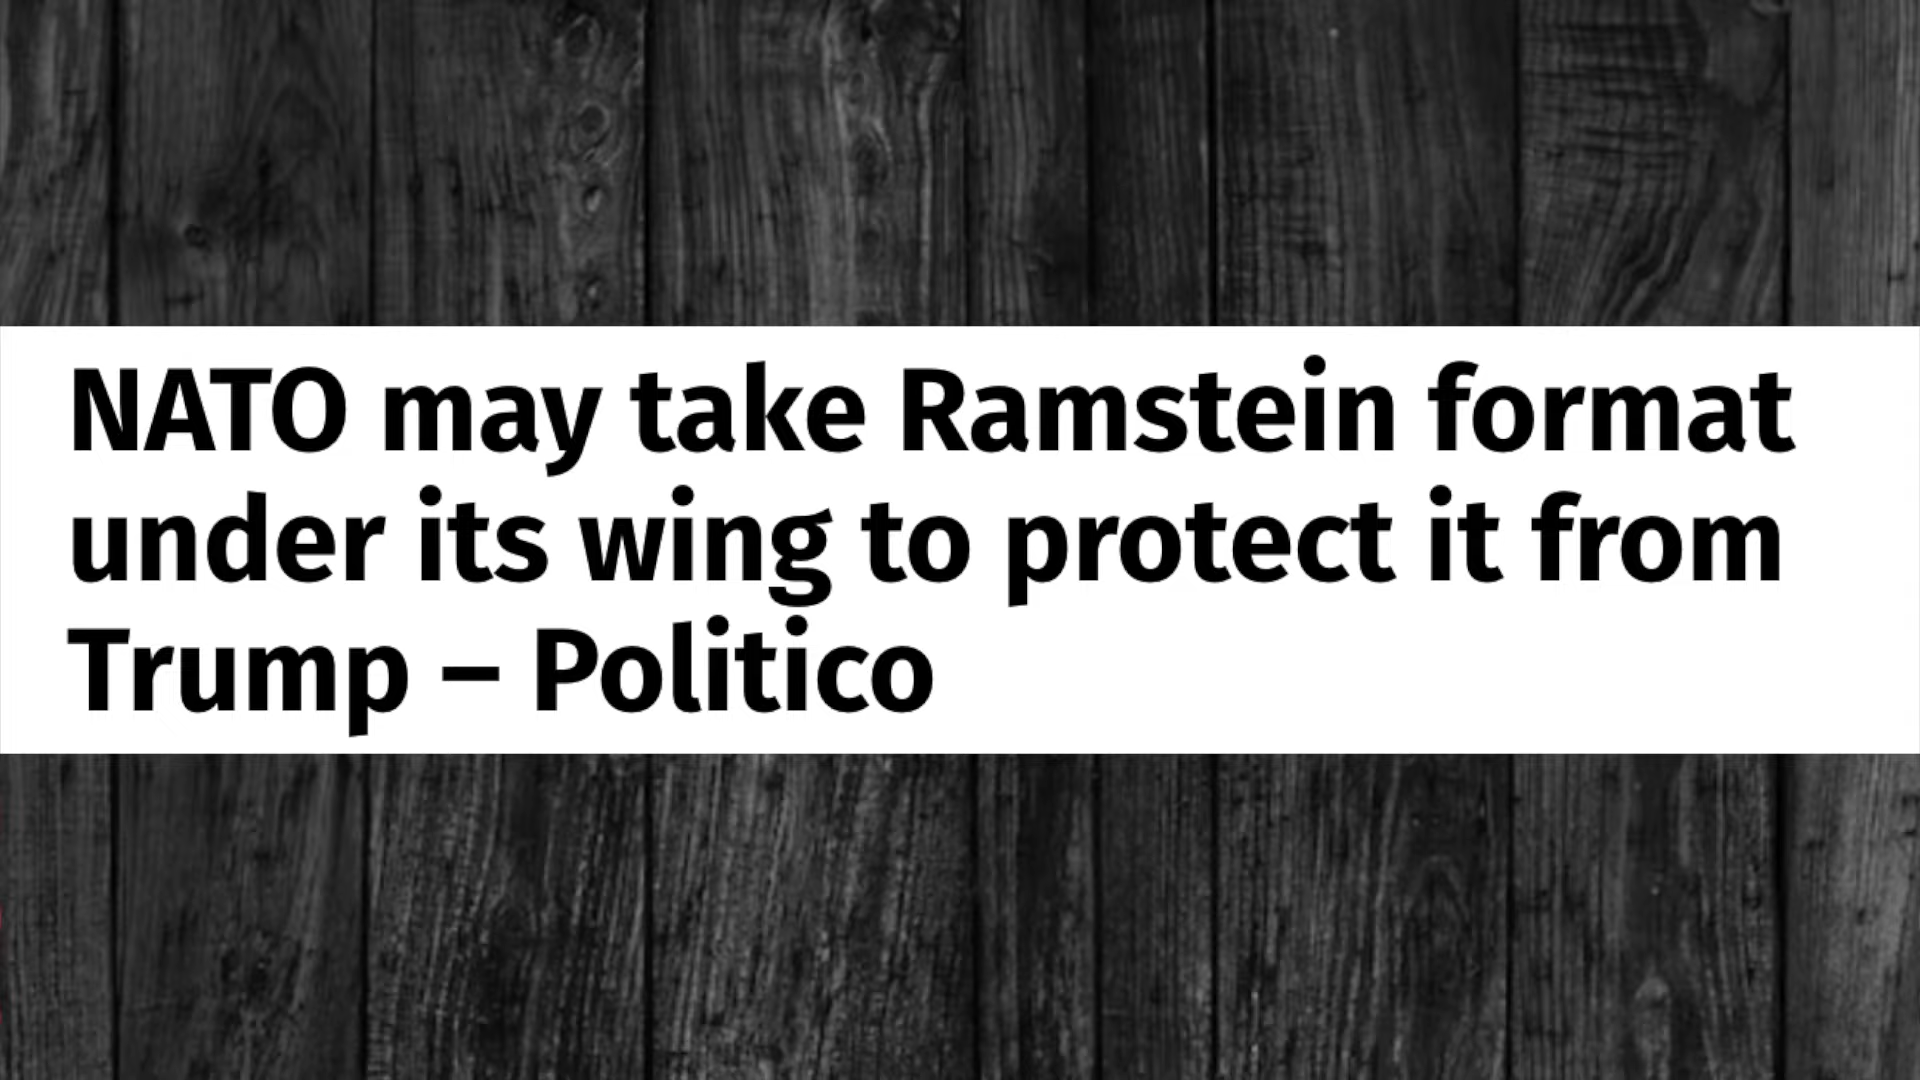 NATO may take Ramstein format
under its wing to protect it from
Trump – Politico